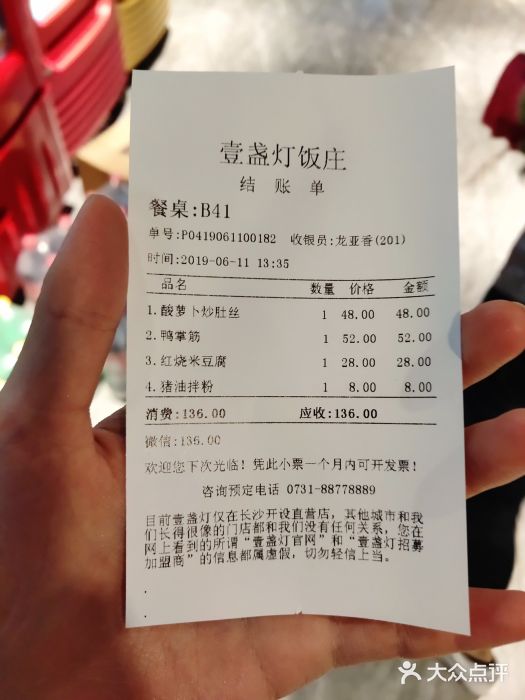 壹盏灯饭庄
结 账 单
餐桌:B41
单号:P0419061100182 收银员:龙亚香(201)
时间:2019-06-11 13:35
品名 数量 价格 金额
1.酸萝卜炒肚丝 1 48.00 48.00
2.鸭掌筋 1 52.00 52.00
3.红烧米豆腐 1 28.00 28.00
4.猪油拌粉 1 8.00 8.00
消费:136.00 应收:136.00
微信:136.00
欢迎您下次光临! 凭此小票一个月内可开发票!
咨询预定电话 0731-88778889
目前壹盏灯仅在长沙开设直营店，其他城市和我
们长得很像的门店都和我们没有任何关系，您在
网上看到的所谓“壹盏灯官网”和“壹盏灯招募
加盟商”的信息都属虚假，切勿轻信上当。
大众点评